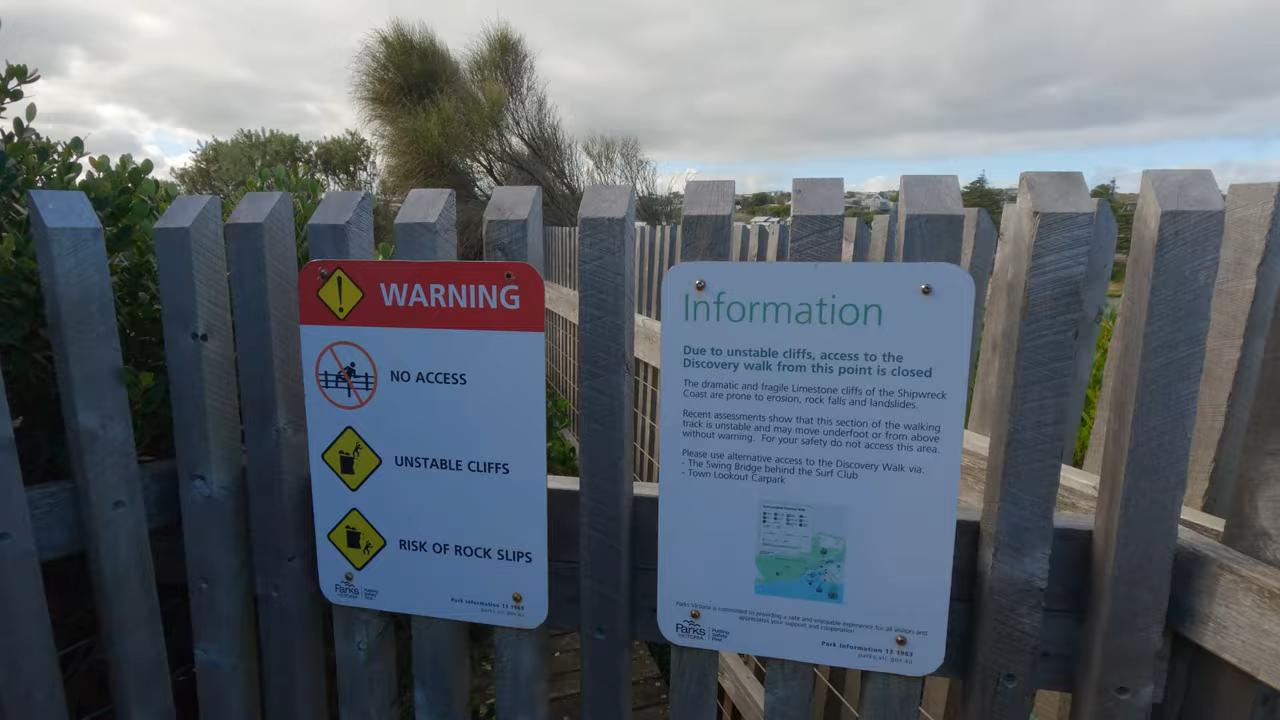 WARNING
NO ACCESS
UNSTABLE CLIFFS
RISK OF ROCK SLIPS
Parks
VICTORIA
Park information 13 1963
parks.vic.gov.au
Information
Due to unstable cliffs, access to the
Discovery walk from this point is closed
The dramatic and fragile Limestone cliffs of the Shipwreck
Coast are prone to erosion, rock falls and landslides.
Recent assessments show that this section of the walking
track is unstable and may move underfoot or from above
without warning. For your safety do not access this area.
Please use alternative access to the Discovery Walk via:
- The Swing Bridge behind the Surf Club
- Town Lookout Carpark
Parks Victoria is committed to providing a safe and enjoyable experience for all visitors and
appreciates your support and cooperation.
Parks
VICTORIA
Park Information 13 1963
parks.vic.gov.au